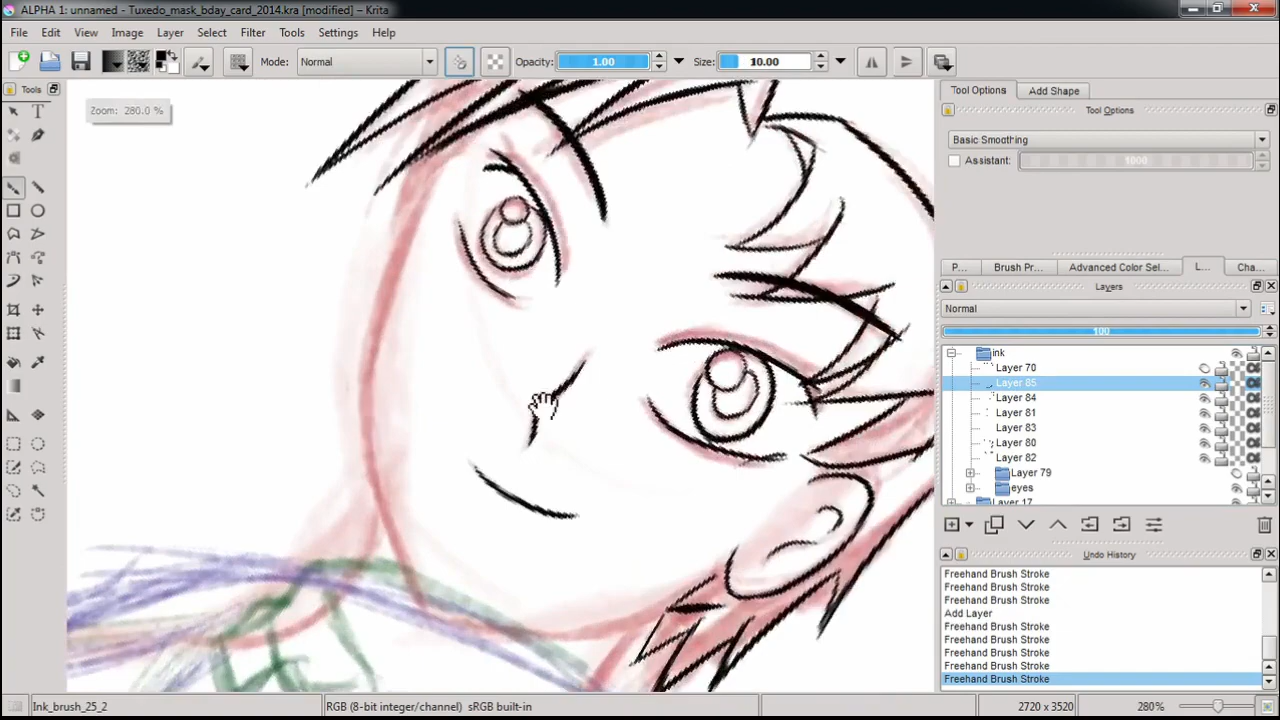 ALPHA 1: unnamed - Tuxedo_mask_bday_card_2014.kra [modified] – Krita
File Edit View Image Layer Select Filter Tools Settings Help
Mode: Normal Opacity: 1.00 Size: 10.00
Tools
Zoom: 280.0 %
Tool Options Add Shape
Tool Options
Basic Smoothing
Assistant: 1000
P... Brush Pr... Advanced Color Sel... L... Cha...
Layers
Normal
100
ink
Layer 70
Layer 85
Layer 84
Layer 81
Layer 83
Layer 80
Layer 82
Layer 79
eyes
Layer 17
Undo History
Freehand Brush Stroke
Freehand Brush Stroke
Freehand Brush Stroke
Add Layer
Freehand Brush Stroke
Freehand Brush Stroke
Freehand Brush Stroke
Freehand Brush Stroke
Freehand Brush Stroke
Ink_brush_25_2 RGB (8-bit integer/channel) sRGB built-in 2720 x 3520 280%